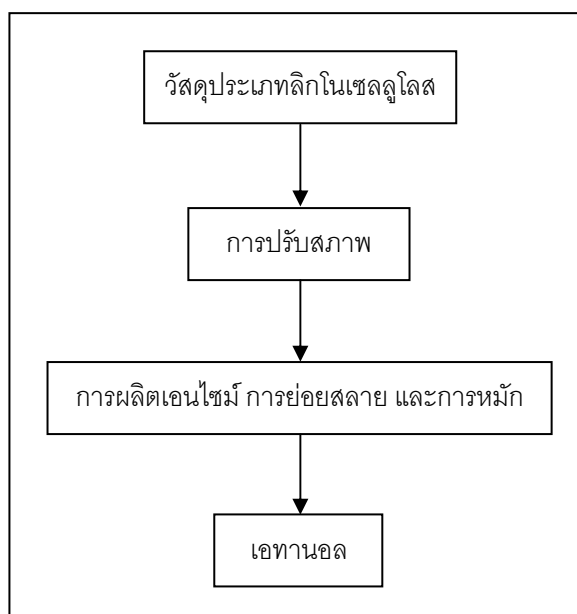 วัสดุประเภทลิกโนเซลลูโลส
การปรับสภาพ
การผลิตเอนไซม์ การย่อยสลาย และการหมัก
เอทานอล